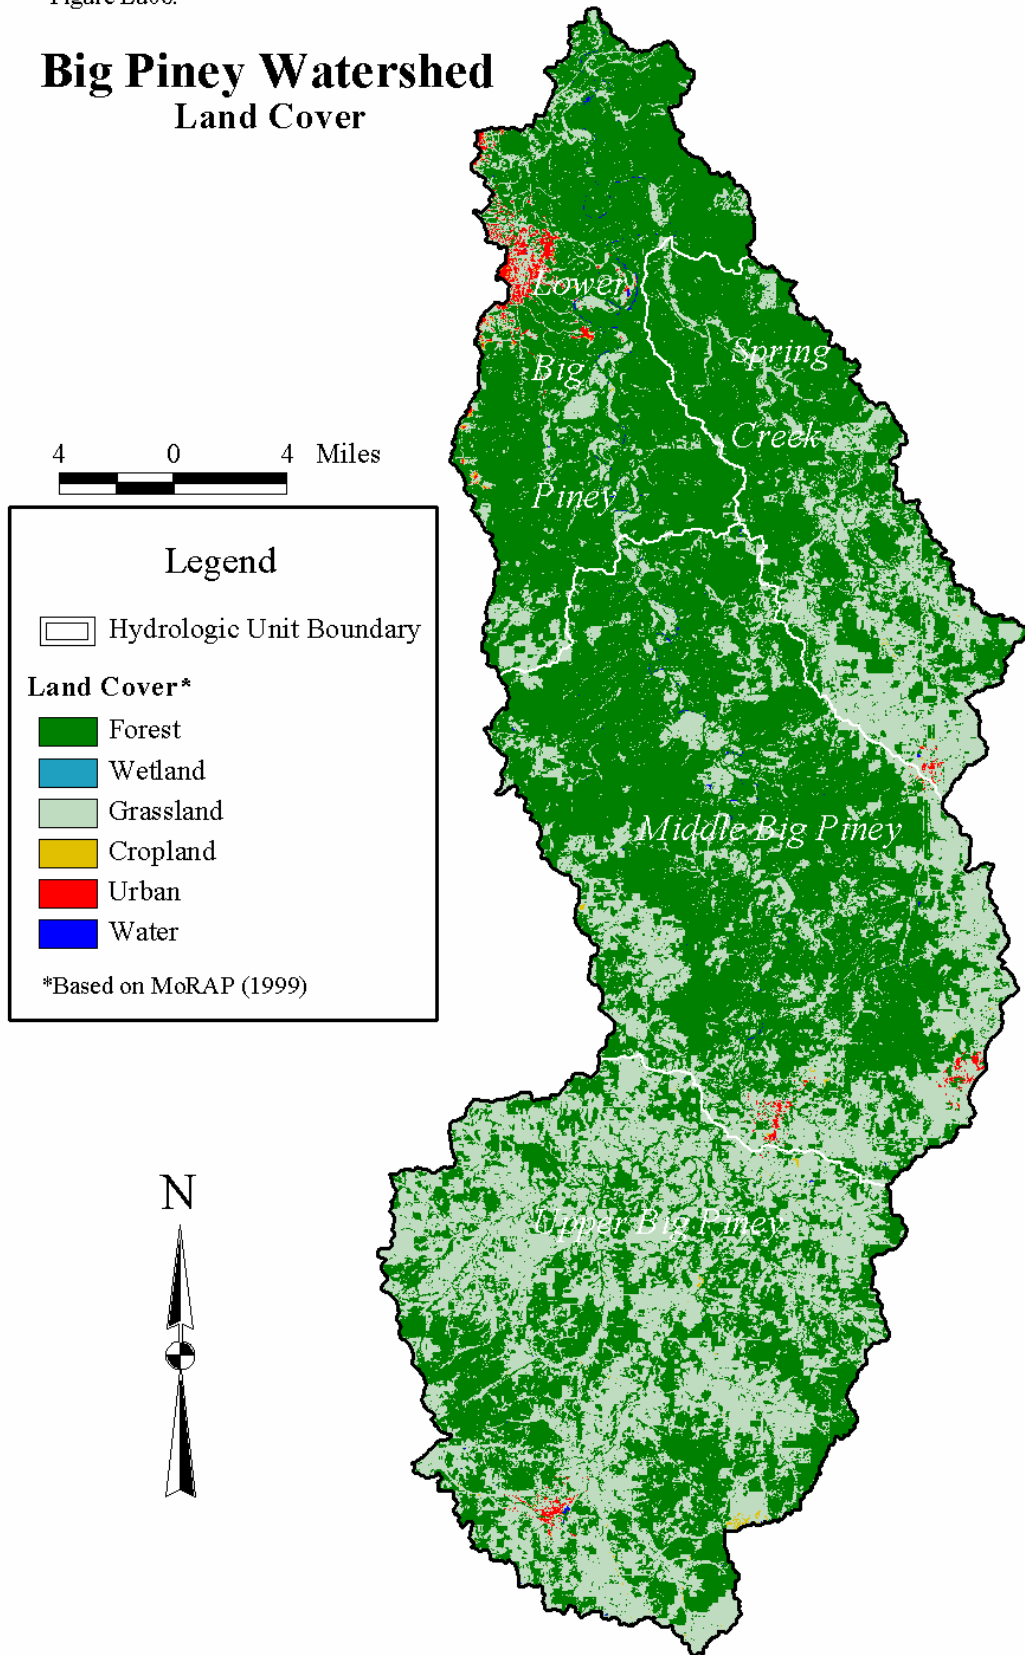 Big Piney Watershed
Land Cover
Lower
Big
Piney
Spring
Creek
4 0 4 Miles
Legend
Hydrologic Unit Boundary
Land Cover*
Forest
Wetland
Grassland
Cropland
Urban
Water
*Based on MoRAP (1999)
Middle Big Piney
Upper Big Piney
N